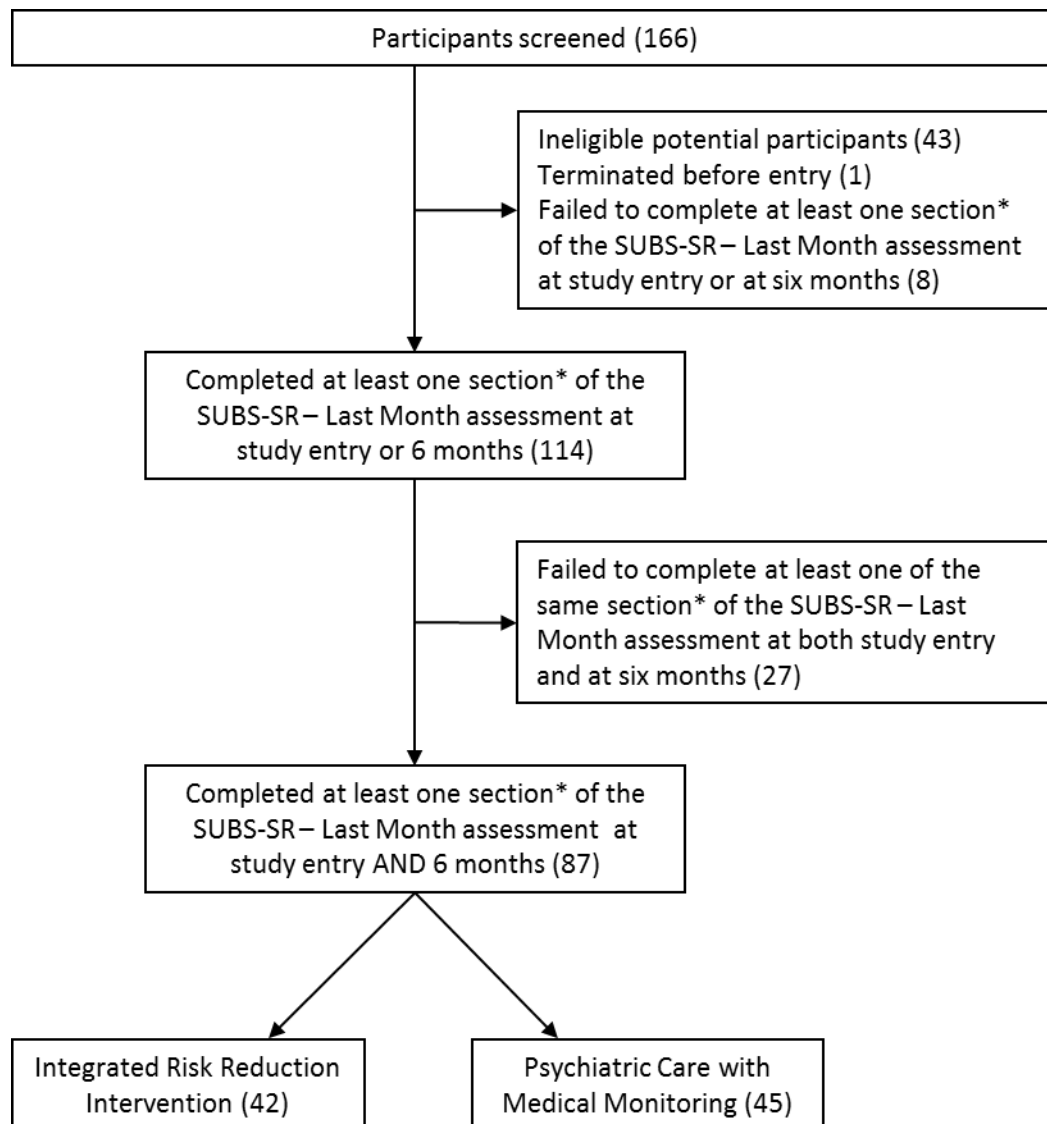 Participants screened (166)
Ineligible potential participants (43)
Terminated before entry (1)
Failed to complete at least one section*
of the SUBS-SR – Last Month assessment
at study entry or at six months (8)
Completed at least one section* of the
SUBS-SR – Last Month assessment at
study entry or 6 months (114)
Failed to complete at least one of the
same section* of the SUBS-SR – Last
Month assessment at both study entry
and at six months (27)
Completed at least one section* of the
SUBS-SR – Last Month assessment at
study entry AND 6 months (87)
Integrated Risk Reduction
Intervention (42)
Psychiatric Care with
Medical Monitoring (45)